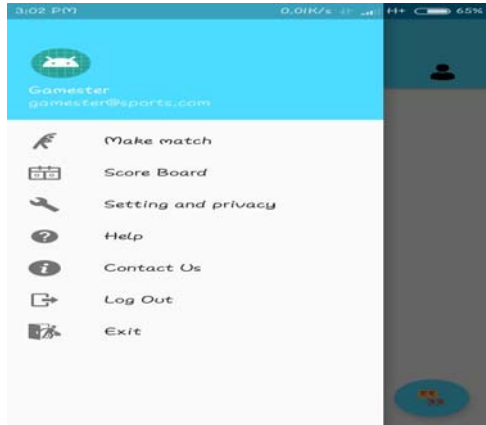 3:02 PM 0.01K/s H+ 65%
Gamester
gamester@sports.com
Make match
Score Board
Setting and privacy
Help
Contact Us
Log Out
Exit